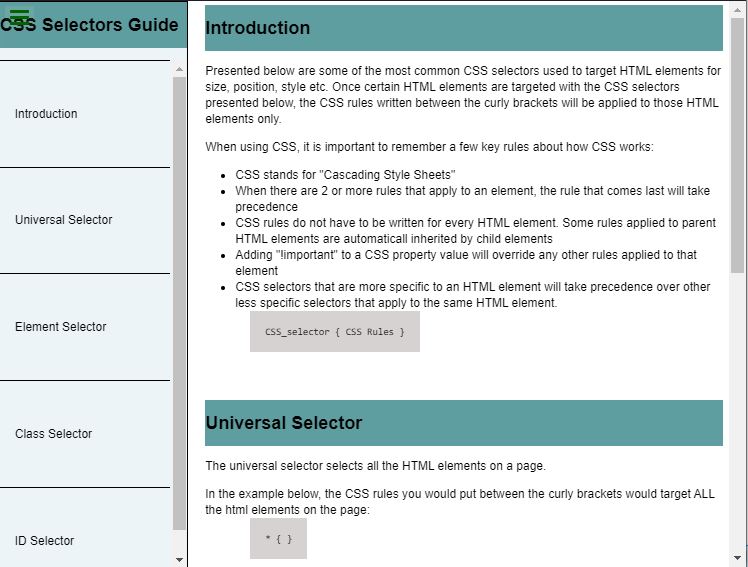 CSS Selectors Guide
Introduction
Universal Selector
Element Selector
Class Selector
ID Selector
Introduction
Presented below are some of the most common CSS selectors used to target HTML elements for
size, position, style etc. Once certain HTML elements are targeted with the CSS selectors
presented below, the CSS rules written between the curly brackets will be applied to those HTML
elements only.
When using CSS, it is important to remember a few key rules about how CSS works:
CSS stands for "Cascading Style Sheets"
When there are 2 or more rules that apply to an element, the rule that comes last will take
precedence
CSS rules do not have to be written for every HTML element. Some rules applied to parent
HTML elements are automaticall inherited by child elements
Adding "!important" to a CSS property value will override any other rules applied to that
element
CSS selectors that are more specific to an HTML element will take precedence over other
less specific selectors that apply to the same HTML element.
CSS_selector { CSS Rules }
Universal Selector
The universal selector selects all the HTML elements on a page.
In the example below, the CSS rules you would put between the curly brackets would target ALL
the html elements on the page:
* { }